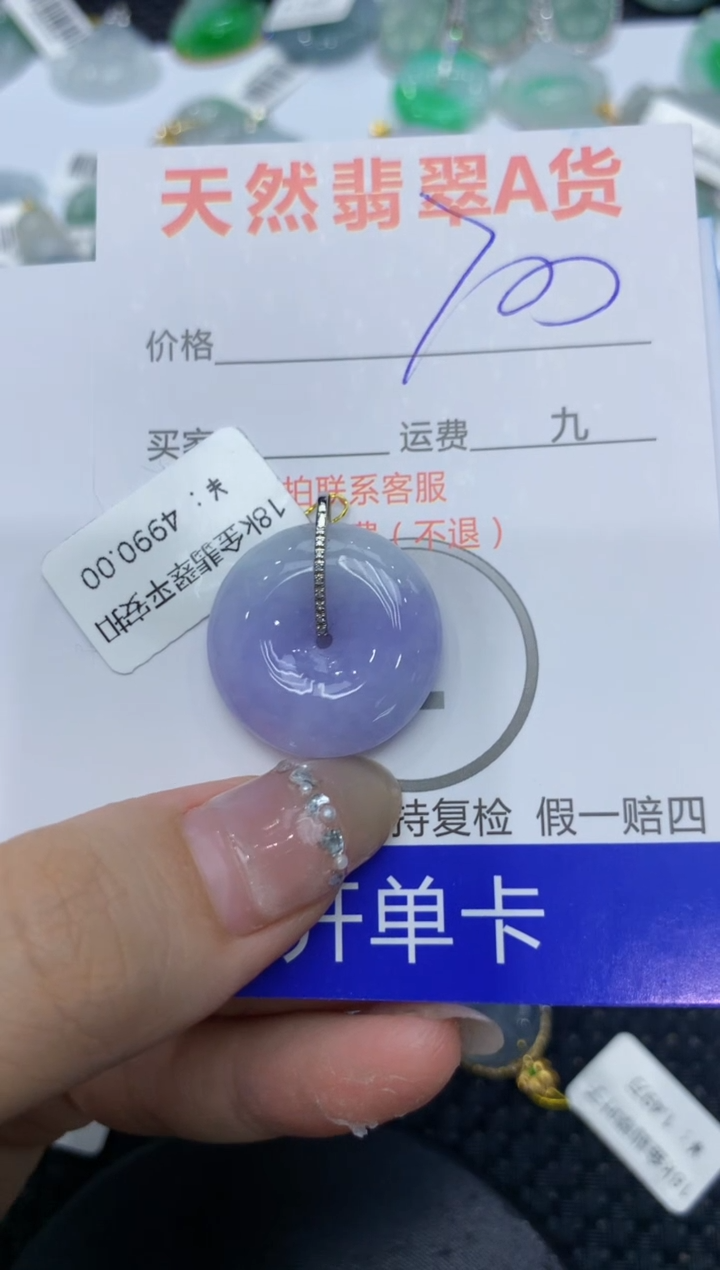 天然翡翠A货
700
价格
买家 运费 九
拍联系客服
费（不退）
18k金翡翠平安扣
¥：4990.00
持复检 假一赔四
开单卡